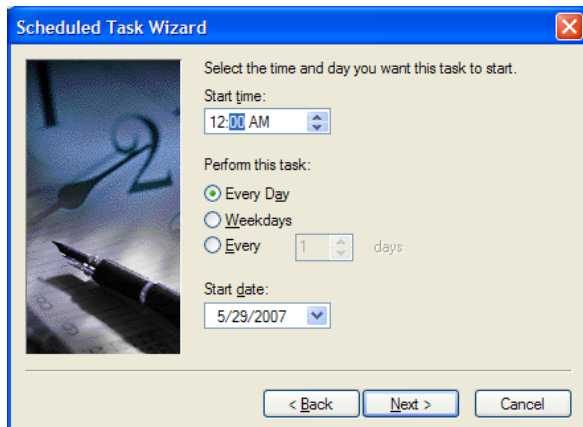 Scheduled Task Wizard
Select the time and day you want this task to start.
Start time:
12:00 AM
Perform this task:
Every Day
Weekdays
Every 1 days
Start date:
5/29/2007
< Back Next > Cancel